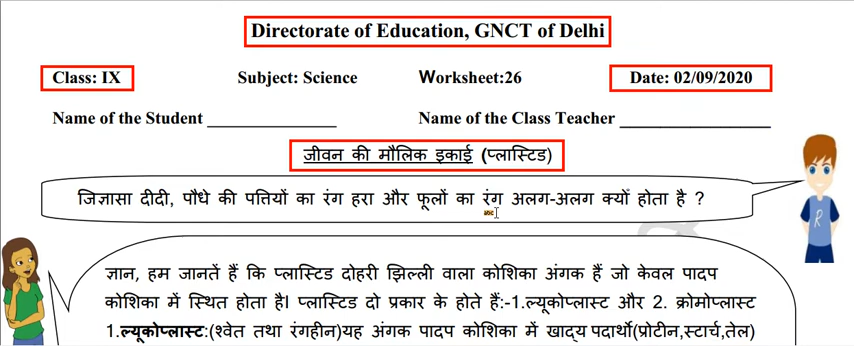 Directorate of Education, GNCT of Delhi
Class: IX Subject: Science Worksheet:26 Date: 02/09/2020
Name of the Student ______________ Name of the Class Teacher ________________
जीवन की मौलिक इकाई (प्लास्टिड)
जिज्ञासा दीदी, पौधे की पत्तियों का रंग हरा और फूलों का रंग अलग-अलग क्यों होता है ?
ज्ञान, हम जानतें हैं कि प्लास्टिड दोहरी झिल्ली वाला कोशिका अंगक हैं जो केवल पादप
कोशिका में स्थित होता है। प्लास्टिड दो प्रकार के होते हैं:-1.ल्यूकोप्लास्ट और 2. क्रोमोप्लास्ट
1.ल्यूकोप्लास्ट:(श्वेत तथा रंगहीन)यह अंगक पादप कोशिका में खाद्य पदार्थो(प्रोटीन,स्टार्च,तेल)